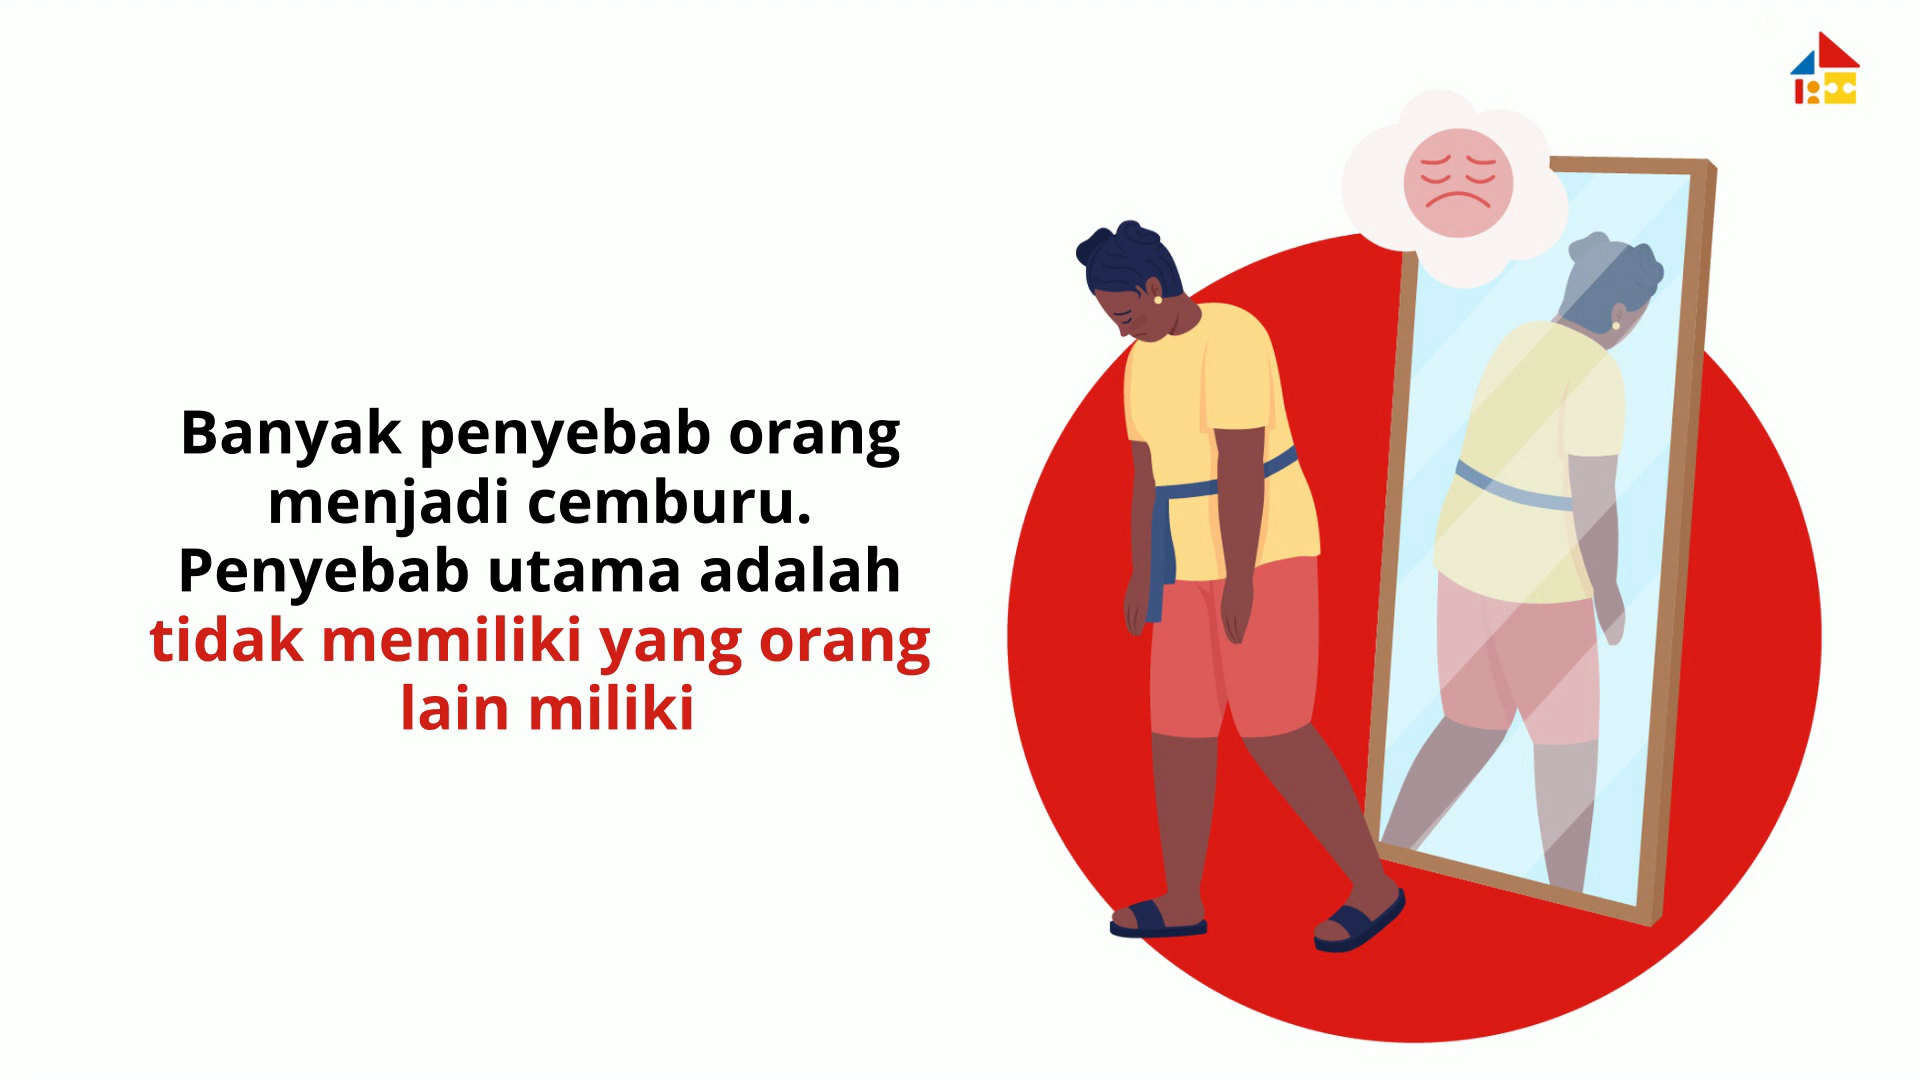 Banyak penyebab orang
menjadi cemburu.
Penyebab utama adalah
tidak memiliki yang orang
lain miliki